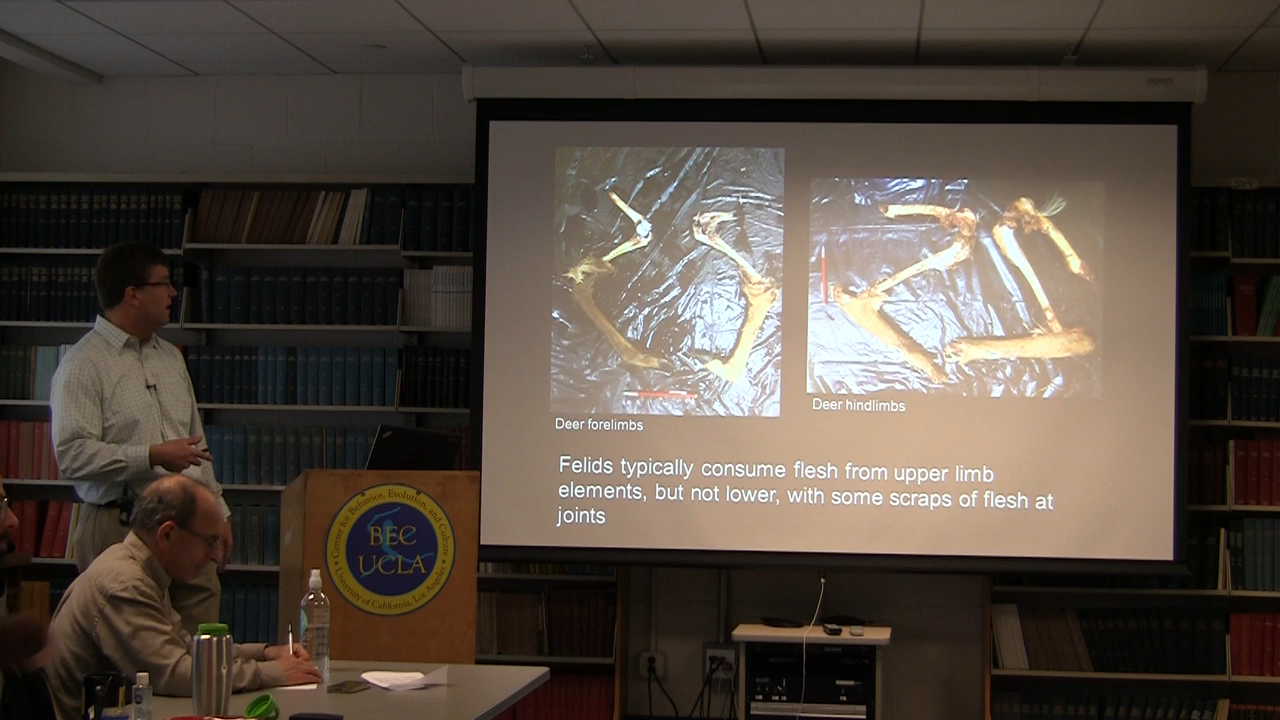 Deer forelimbs
Deer hindlimbs
Felids typically consume flesh from upper limb
elements, but not lower, with some scraps of flesh at
joints
Center for Behavior, Evolution, and Culture
BEC
UCLA
University of California, Los Angeles